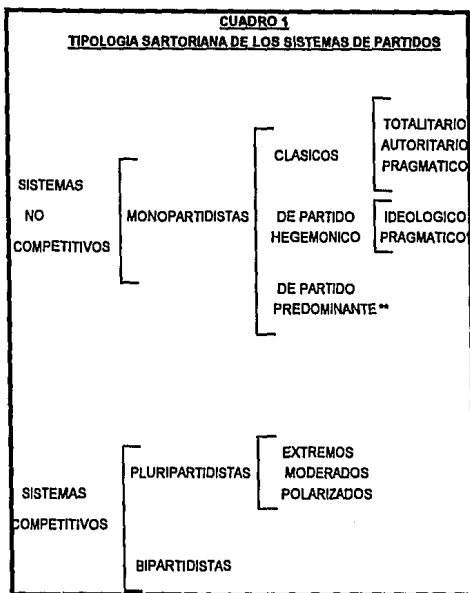 CUADRO 1
TIPOLOGIA SARTORIANA DE LOS SISTEMAS DE PARTIDOS
SISTEMAS
NO
COMPETITIVOS
MONOPARTIDISTAS
CLASICOS
TOTALITARIO
AUTORITARIO
PRAGMATICO
DE PARTIDO
HEGEMONICO
IDEOLOGICO
PRAGMATICO*
DE PARTIDO
PREDOMINANTE**
SISTEMAS
COMPETITIVOS
PLURIPARTIDISTAS
EXTREMOS
MODERADOS
POLARIZADOS
BIPARTIDISTAS